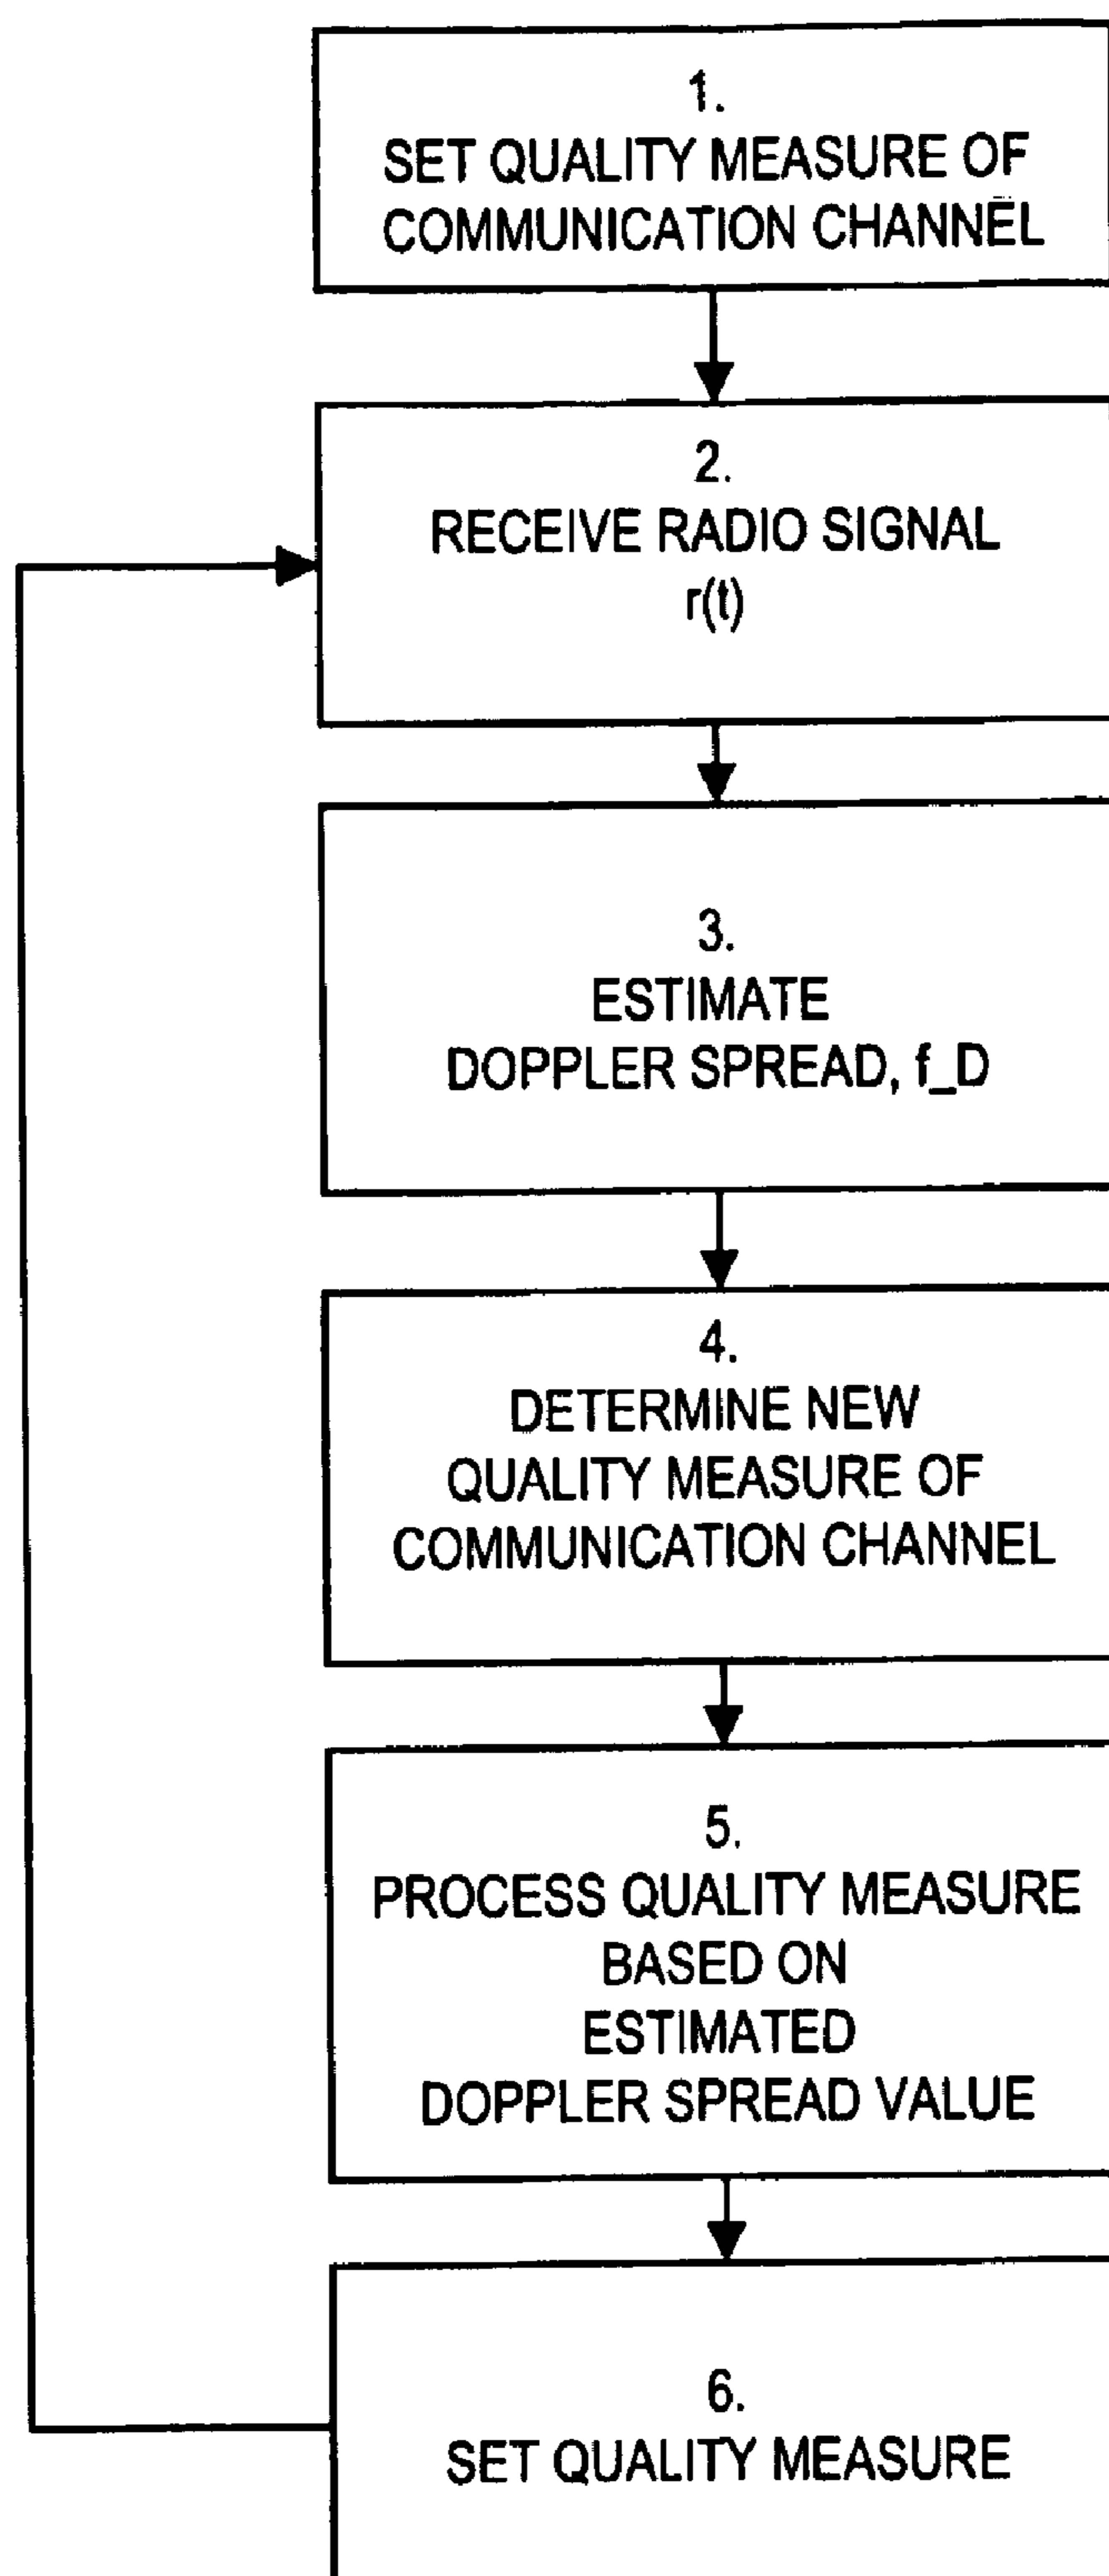 1.
SET QUALITY MEASURE OF
COMMUNICATION CHANNEL
2.
RECEIVE RADIO SIGNAL
r(t)
3.
ESTIMATE
DOPPLER SPREAD, f_D
4.
DETERMINE NEW
QUALITY MEASURE OF
COMMUNICATION CHANNEL
5.
PROCESS QUALITY MEASURE
BASED ON
ESTIMATED
DOPPLER SPREAD VALUE
6.
SET QUALITY MEASURE